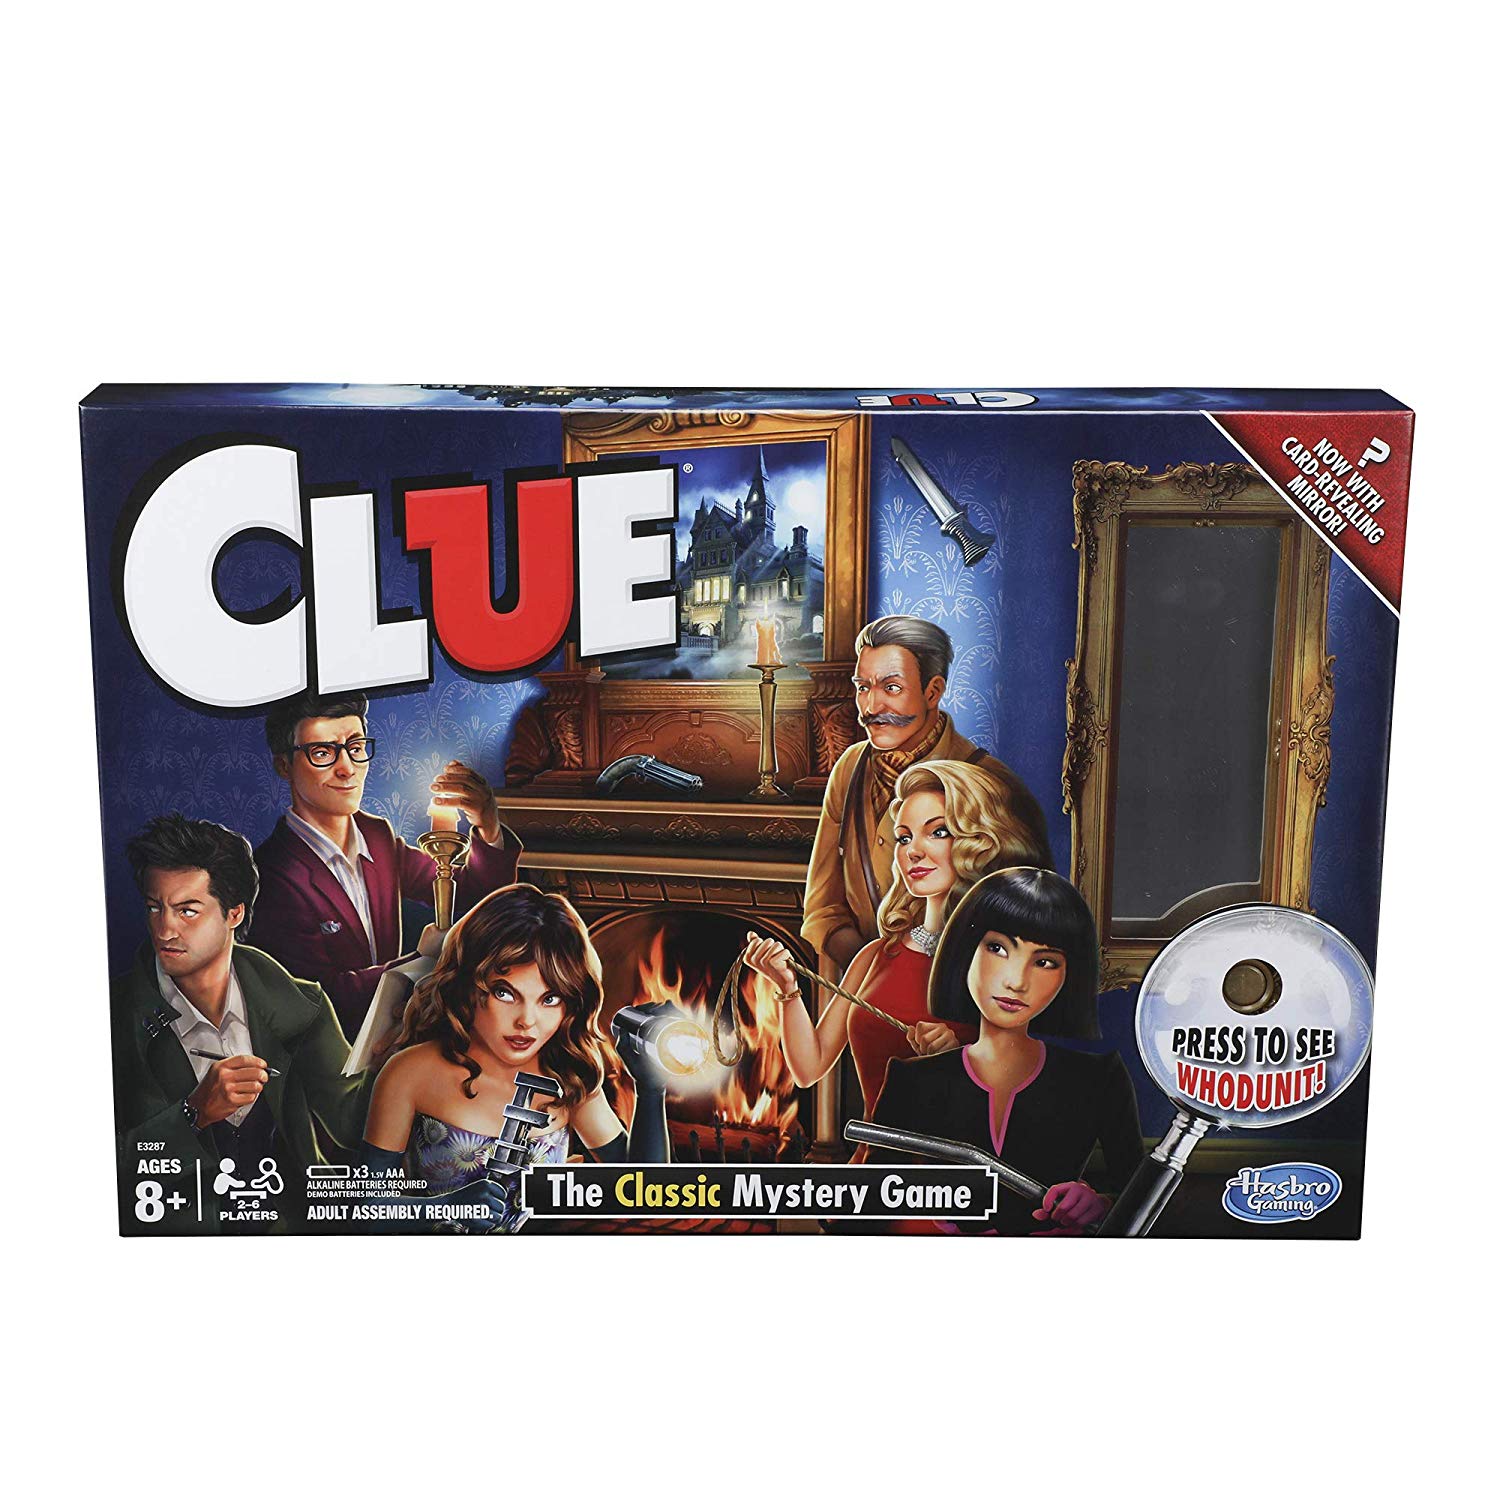 CLUE
CLUE®
?
NOW WITH
CARD-REVEALING
MIRROR!
PRESS TO SEE
WHODUNIT!
E3287
AGES
8+
2-6
PLAYERS
x3 1.5V AAA
ALKALINE BATTERIES REQUIRED
DEMO BATTERIES INCLUDED
ADULT ASSEMBLY REQUIRED.
The Classic Mystery Game
Hasbro
Gaming